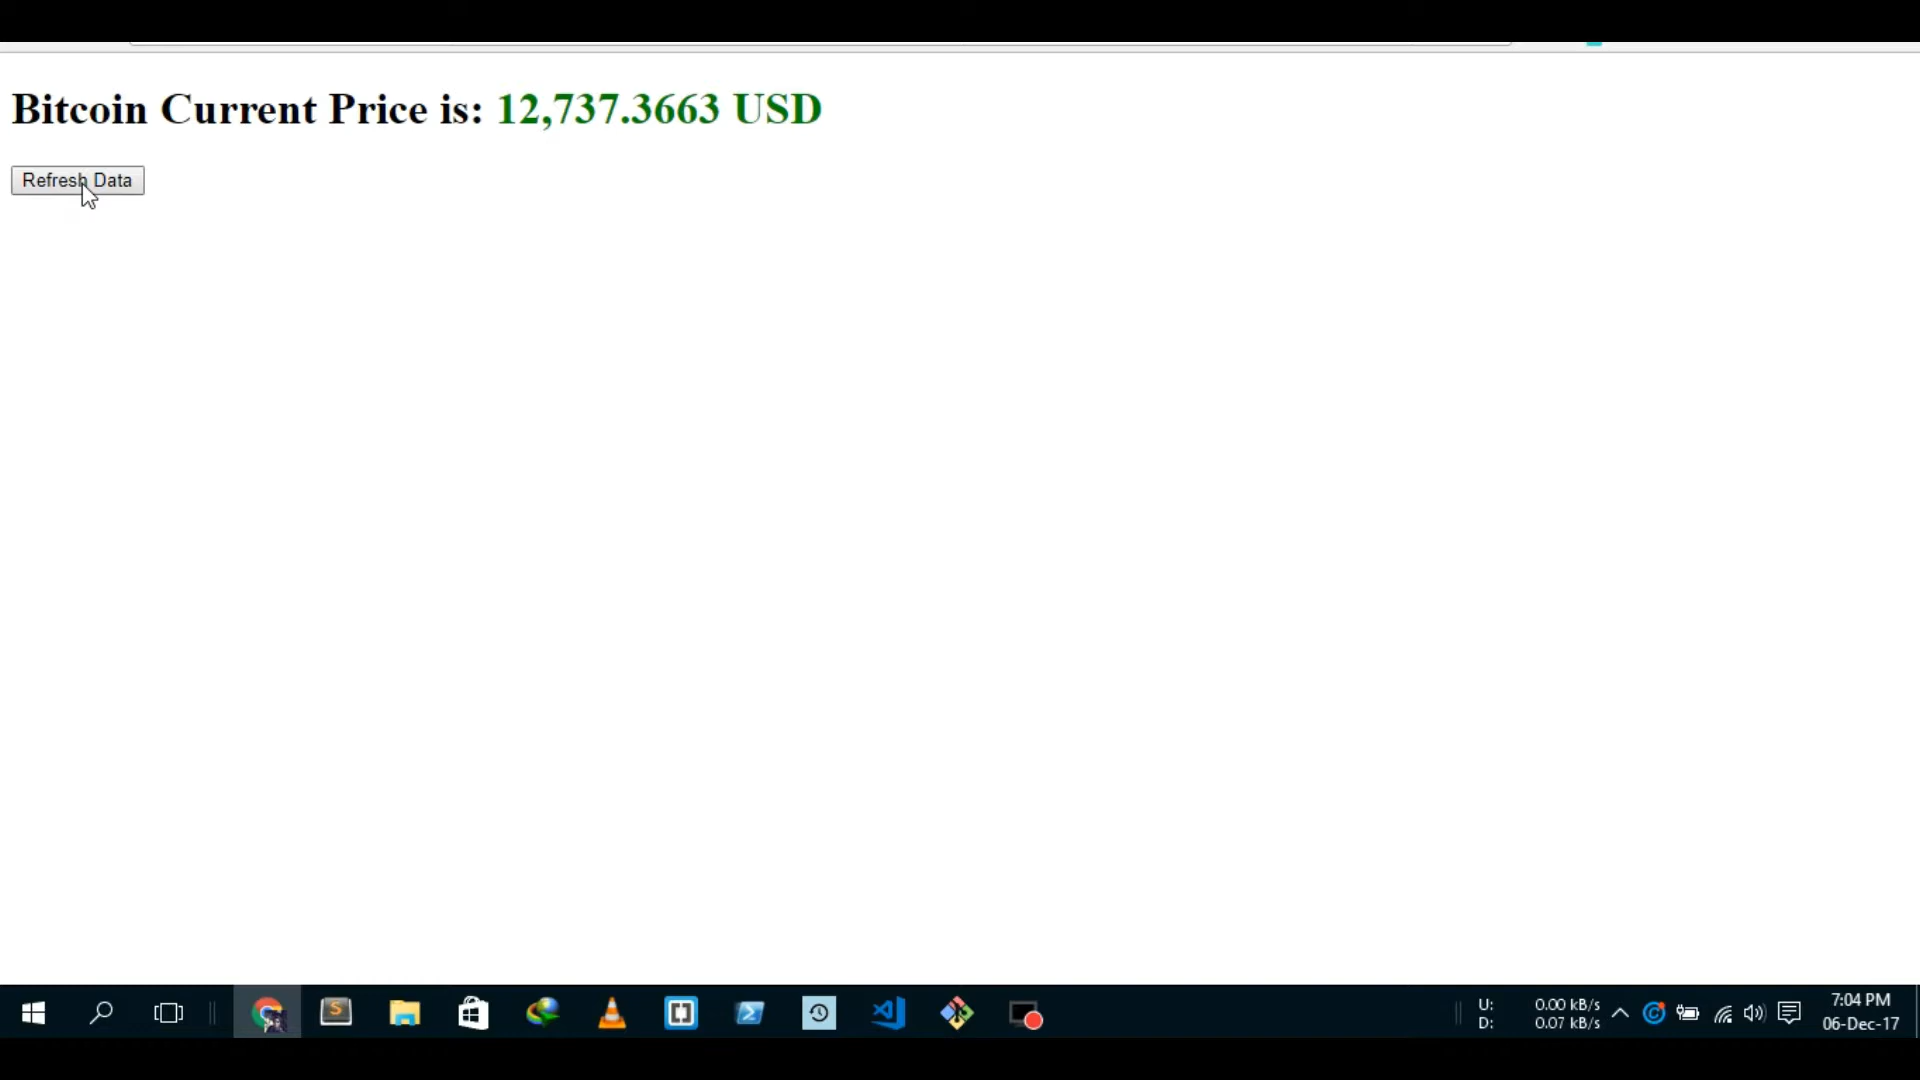 Bitcoin Current Price is: 12,737.3663 USD
Refresh Data
U: 0.00 kB/s
D: 0.07 kB/s
7:04 PM
06-Dec-17